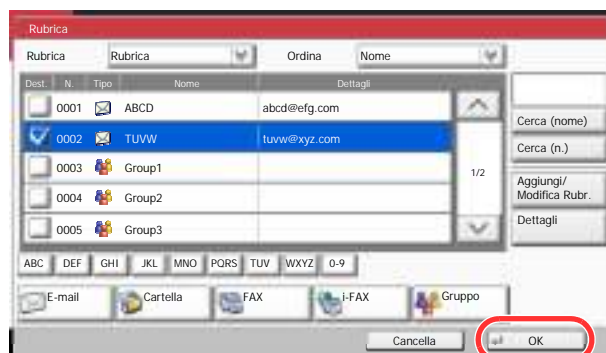 Rubrica
Rubrica Rubrica Ordina Nome
Dest. N. Tipo Nome Dettagli
0001 ABCD abcd@efg.com
0002 TUVW tuvw@xyz.com
0003 Group1
0004 Group2
0005 Group3
1/2
Cerca (nome)
Cerca (n.)
Aggiungi/
Modifica Rubr.
Dettagli
ABC DEF GHI JKL MNO PQRS TUV WXYZ 0-9
E-mail Cartella FAX i-FAX Gruppo
Cancella OK